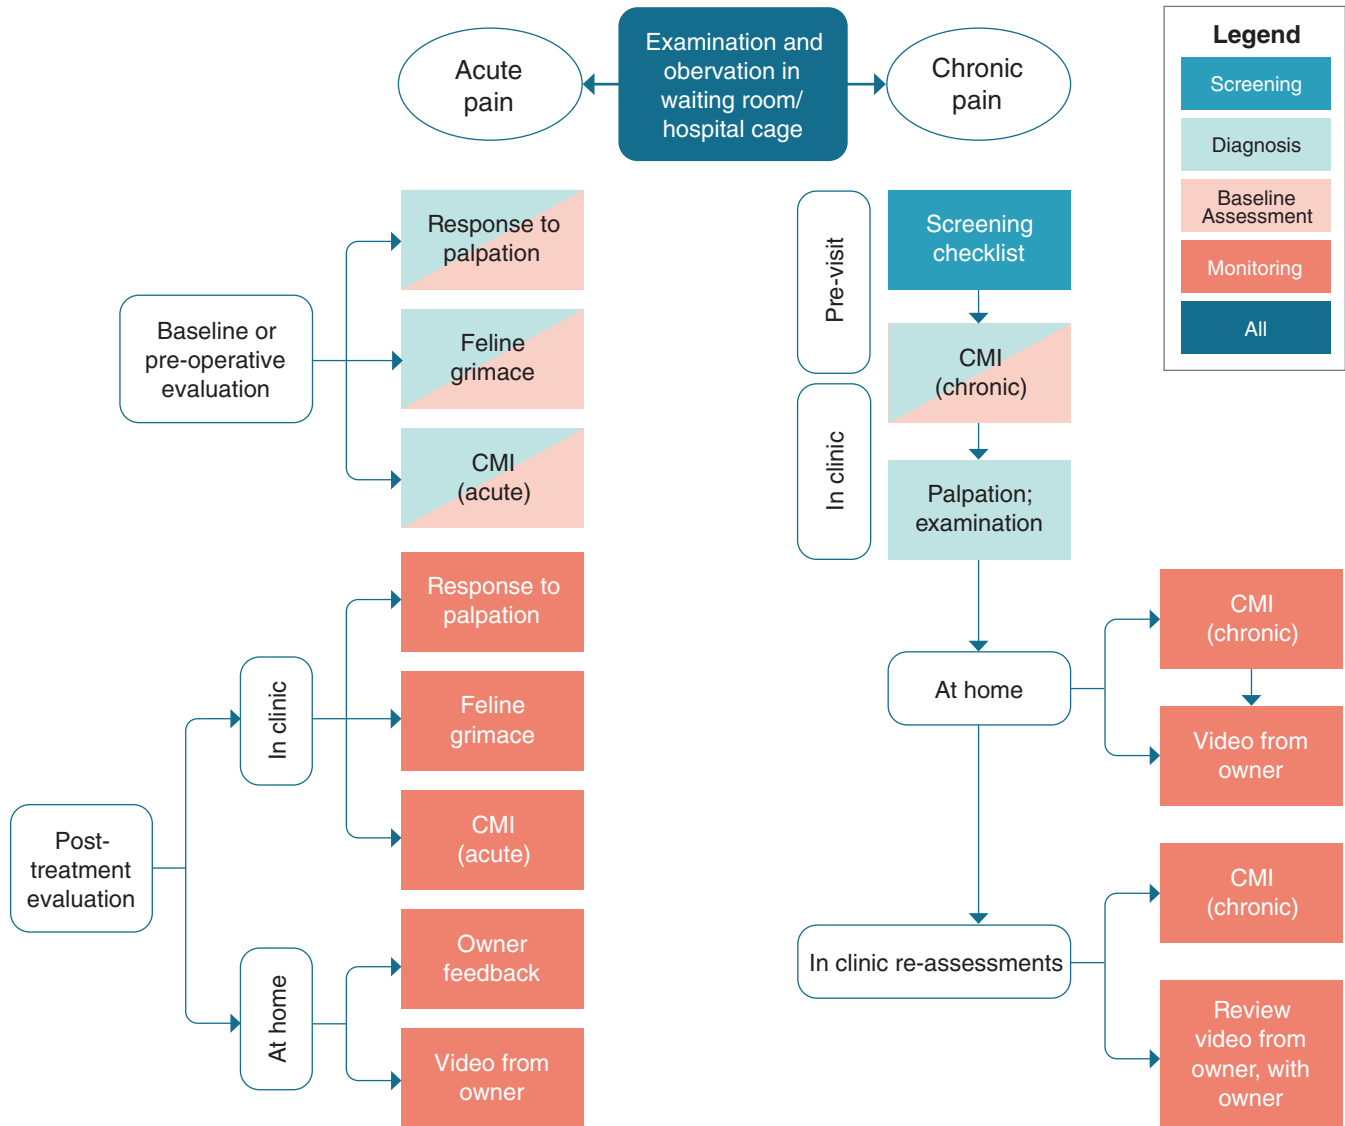 Acute
pain
Examination and
obervation in
waiting room/
hospital cage
Chronic
pain
Legend
Screening
Diagnosis
Baseline
Assessment
Monitoring
All
Baseline or
pre-operative
evaluation
Response to
palpation
Feline
grimace
CMI
(acute)
Post-
treatment
evaluation
In clinic
Response to
palpation
Feline
grimace
CMI
(acute)
At home
Owner
feedback
Video from
owner
Pre-visit
Screening
checklist
CMI
(chronic)
In clinic
Palpation;
examination
At home
CMI
(chronic)
Video from
owner
In clinic re-assessments
CMI
(chronic)
Review
video from
owner, with
owner